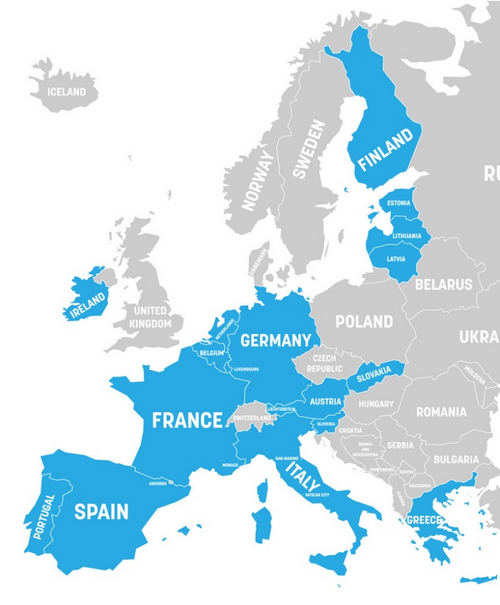 ICELAND
NORWAY
SWEDEN
FINLAND
RU
ESTONIA
LITHUANIA
LATVIA
DENMARK
BELARUS
IRELAND
UNITED
KINGDOM
NETHERLANDS
BELGIUM
LUXEMBOURG
GERMANY
POLAND
UKRA
CZECH
REPUBLIC
SLOVAKIA
MOLDOVA
FRANCE
SWITZERLAND
LIECHTENSTEIN
AUSTRIA
HUNGARY
SLOVENIA
CROATIA
ROMANIA
BOSNIA
AND
HERZEGOVINA
SERBIA
MONTENEGRO
KOSOVO
BULGARIA
MACEDONIA
ALBANIA
MONACO
SAN MARINO
ITALY
VATICAN CITY
ANDORRA
PORTUGAL
SPAIN
GREECE